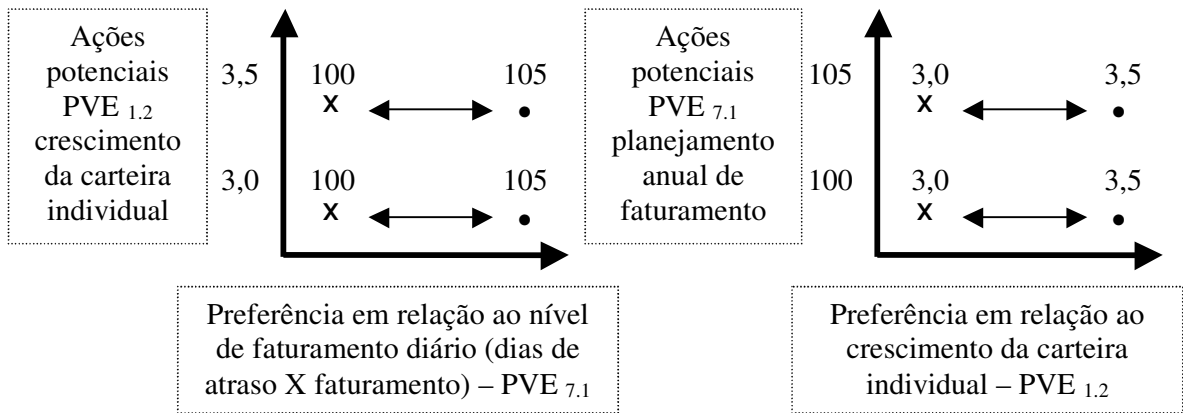 Ações
potenciais
PVE 1.2
crescimento
da carteira
individual
3,5
100
105
x
•
3,0
100
105
x
•
Preferência em relação ao nível
de faturamento diário (dias de
atraso X faturamento) – PVE 7.1
Ações
potenciais
PVE 7.1
planejamento
anual de
faturamento
105
3,0
3,5
x
•
100
3,0
3,5
x
•
Preferência em relação ao
crescimento da carteira
individual – PVE 1.2